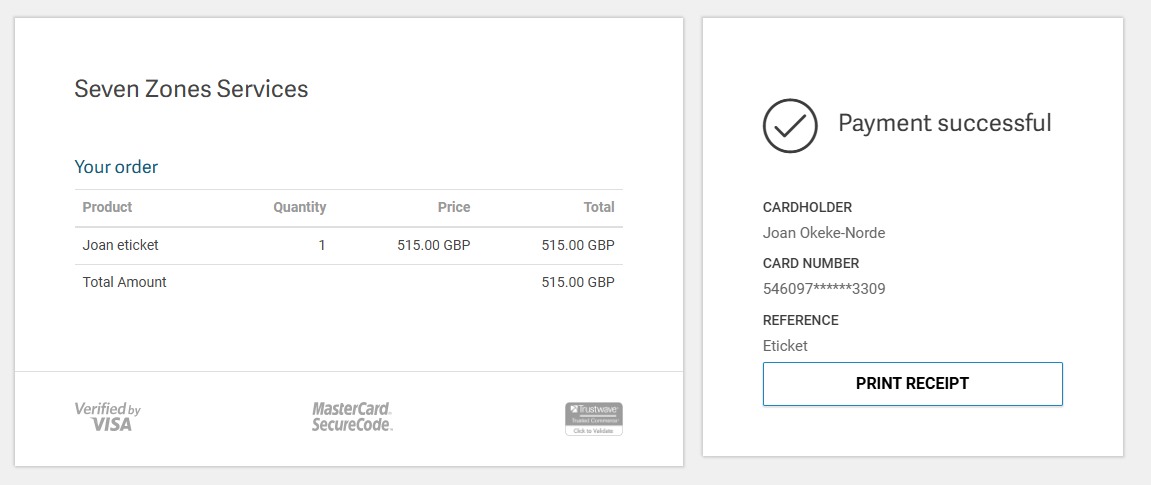 Seven Zones Services
Your order
Product Quantity Price Total
Joan eticket 1 515.00 GBP 515.00 GBP
Total Amount 515.00 GBP
Verified by
VISA
MasterCard.
SecureCode.
Trustwave
Trusted Commerce
Click to Validate
Payment successful
CARDHOLDER
Joan Okeke-Norde
CARD NUMBER
546097******3309
REFERENCE
Eticket
PRINT RECEIPT